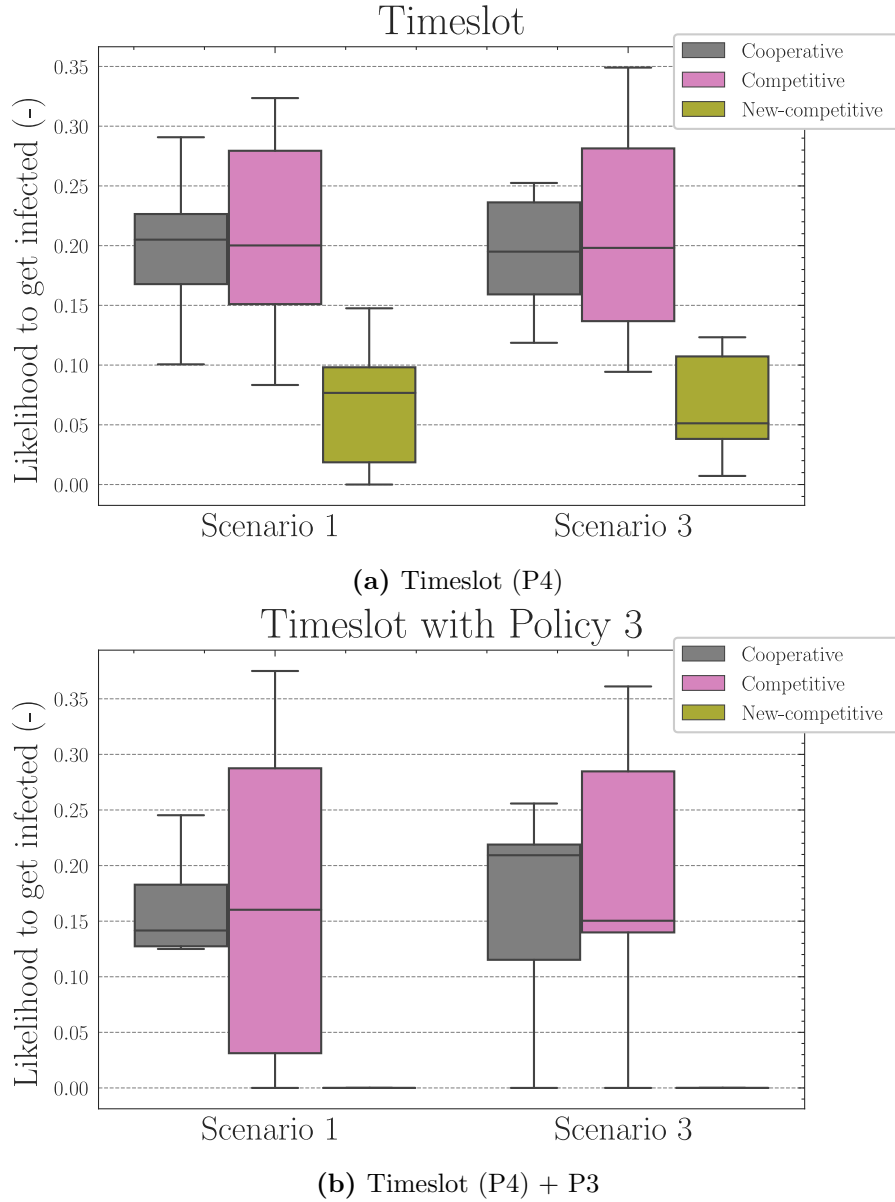 Timeslot
Cooperative
Competitive
New-competitive
Likelihood to get infected (-)
0.35
0.30
0.25
0.20
0.15
0.10
0.05
0.00
Scenario 1
Scenario 3
(a) Timeslot (P4)
Timeslot with Policy 3
Cooperative
Competitive
New-competitive
Likelihood to get infected (-)
0.35
0.30
0.25
0.20
0.15
0.10
0.05
0.00
Scenario 1
Scenario 3
(b) Timeslot (P4) + P3